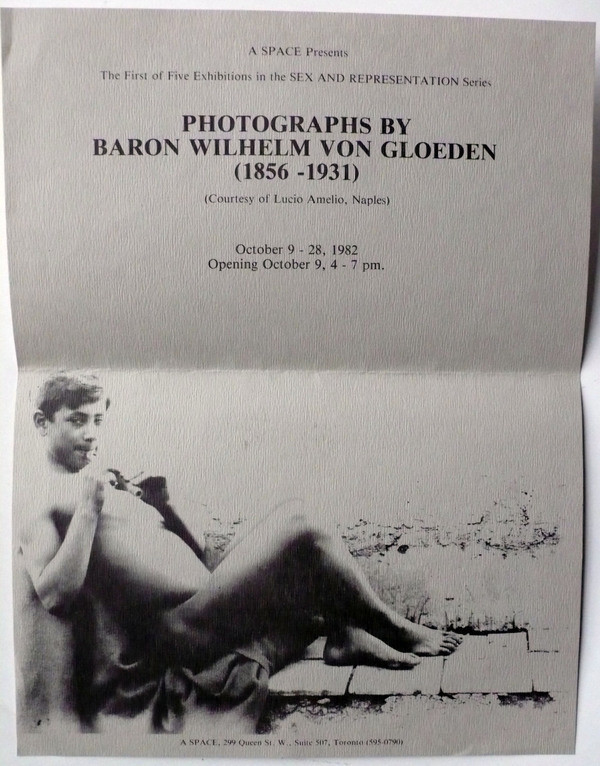 A SPACE Presents
The First of Five Exhibitions in the SEX AND REPRESENTATION Series
PHOTOGRAPHS BY
BARON WILHELM VON GLOEDEN
(1856 -1931)
(Courtesy of Lucio Amelio, Naples)
October 9 - 28, 1982
Opening October 9, 4 - 7 pm.
A SPACE, 299 Queen St. W., Suite 507, Toronto (595-0790)